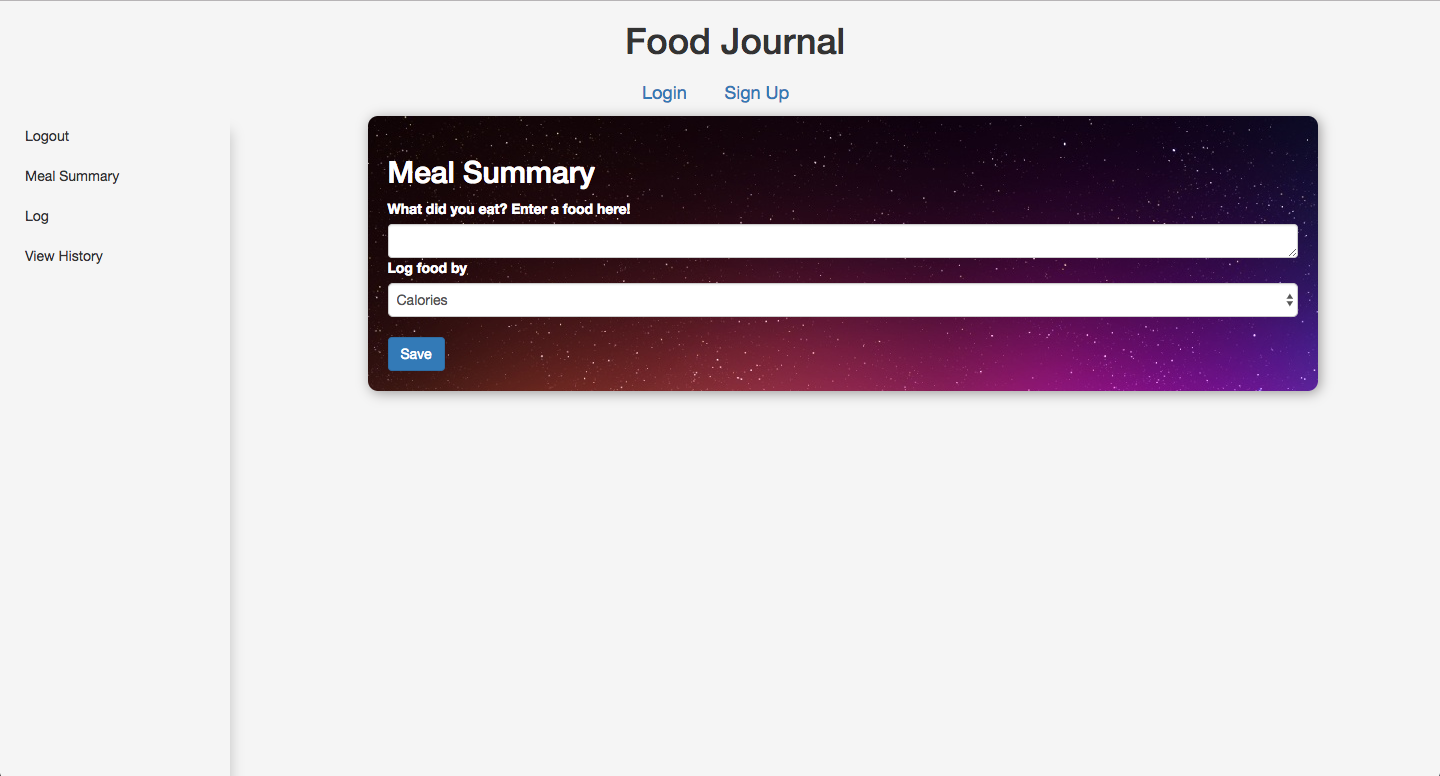 Food Journal
Login Sign Up
Logout
Meal Summary
Log
View History
Meal Summary
What did you eat? Enter a food here!
Log food by
Calories
Save